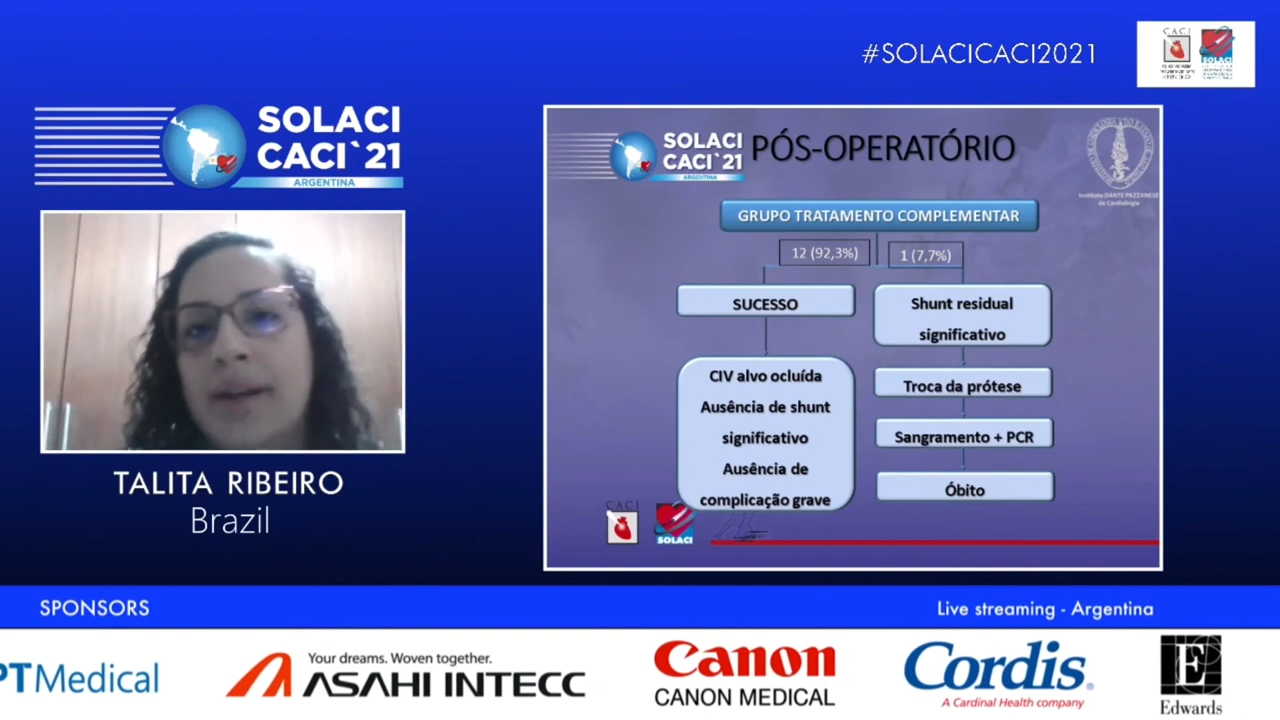 #SOLACICACI2021
CACI
SOLACI
SOLACI
CACI`21
ARGENTINA
TALITA RIBEIRO
Brazil
SOLACI
CACI`21
ARGENTINA
PÓS-OPERATÓRIO
Instituto DANTE PAZZANESE
de Cardiologia
GRUPO TRATAMENTO COMPLEMENTAR
12 (92,3%)
1 (7,7%)
SUCESSO
CIV alvo ocluída
Ausência de shunt
significativo
Ausência de
complicação grave
Shunt residual
significativo
Troca da prótese
Sangramento + PCR
Óbito
CACI
SOLACI
SPONSORS
Live streaming - Argentina
PTMedical
Your dreams. Woven together.
ASAHI INTECC
Canon
CANON MEDICAL
Cordis®
A Cardinal Health company
E
Edwards